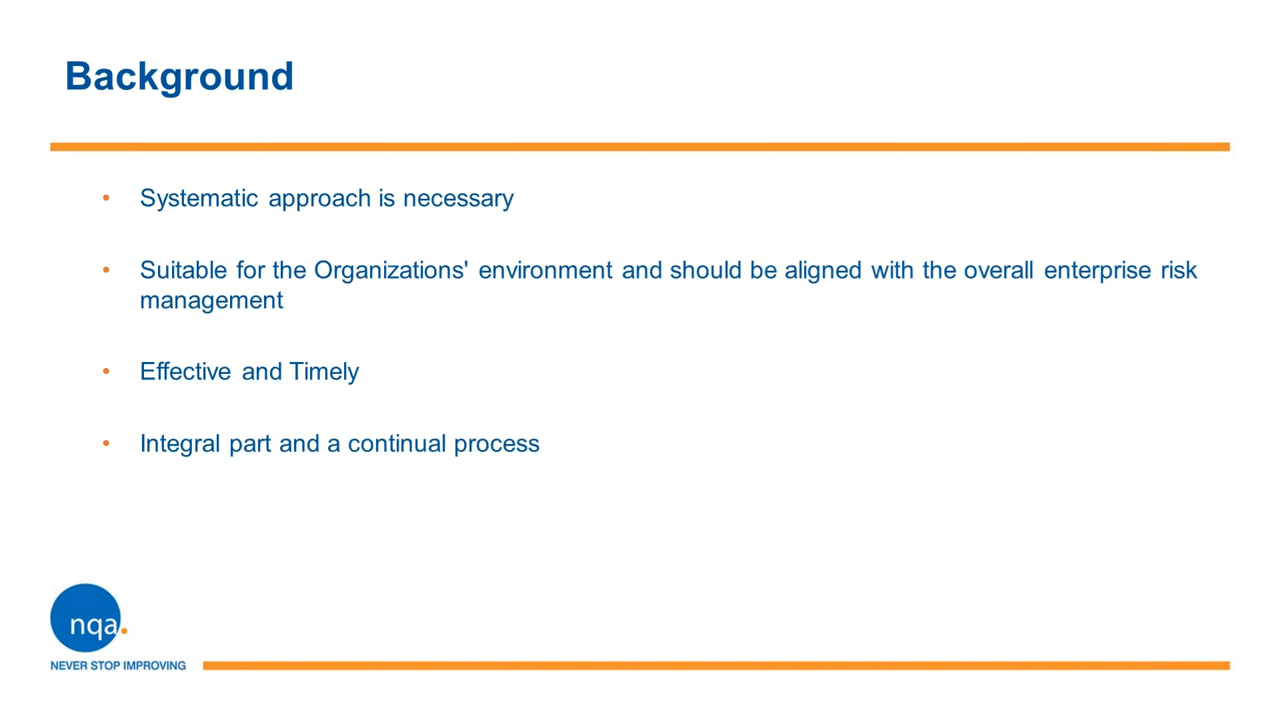 Background
• Systematic approach is necessary
• Suitable for the Organizations' environment and should be aligned with the overall enterprise risk
management
• Effective and Timely
• Integral part and a continual process
nqa.
NEVER STOP IMPROVING